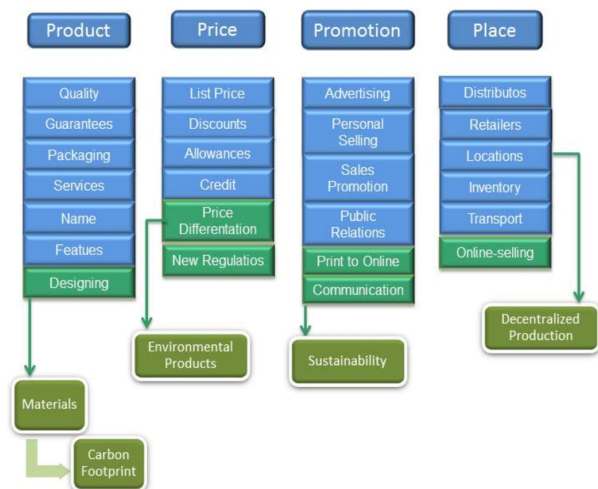 Product
Price
Promotion
Place
Quality
Guarantees
Packaging
Services
Name
Featues
Designing
List Price
Discounts
Allowances
Credit
Price
Differentation
New Regulatios
Advertising
Personal
Selling
Sales
Promotion
Public
Relations
Print to Online
Communication
Distributos
Retailers
Locations
Inventory
Transport
Online-selling
Environmental
Products
Sustainability
Decentralized
Production
Materials
Carbon
Footprint